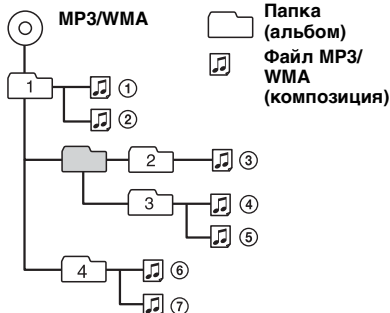 MP3/WMA
Папка
(альбом)
Файл MP3/
WMA
(композиция)
1
①
②
2
③
3
④
⑤
4
⑥
⑦